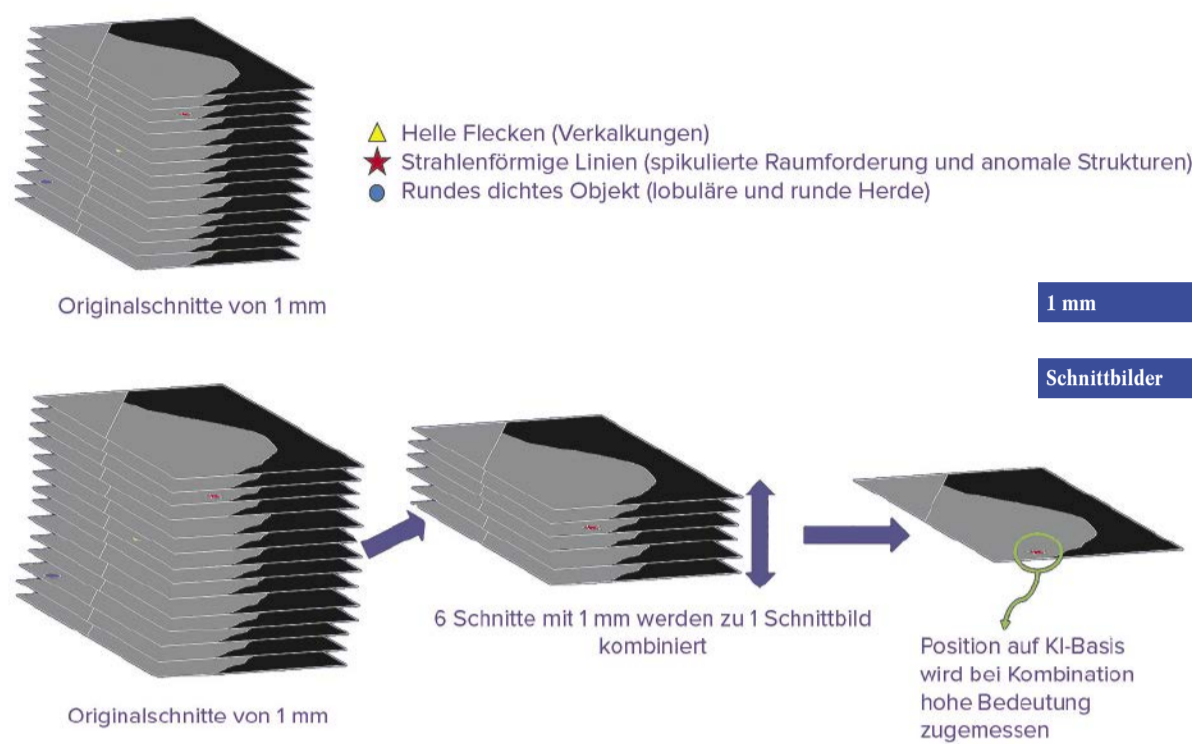 Helle Flecken (Verkalkungen)
Strahlenförmige Linien (spikulierte Raumforderung und anomale Strukturen)
Rundes dichtes Objekt (lobuläre und runde Herde)
Originalschnitte von 1 mm
1 mm
Schnittbilder
6 Schnitte mit 1 mm werden zu 1 Schnittbild
kombiniert
Position auf KI-Basis
wird bei Kombination
hohe Bedeutung
zugemessen
Originalschnitte von 1 mm